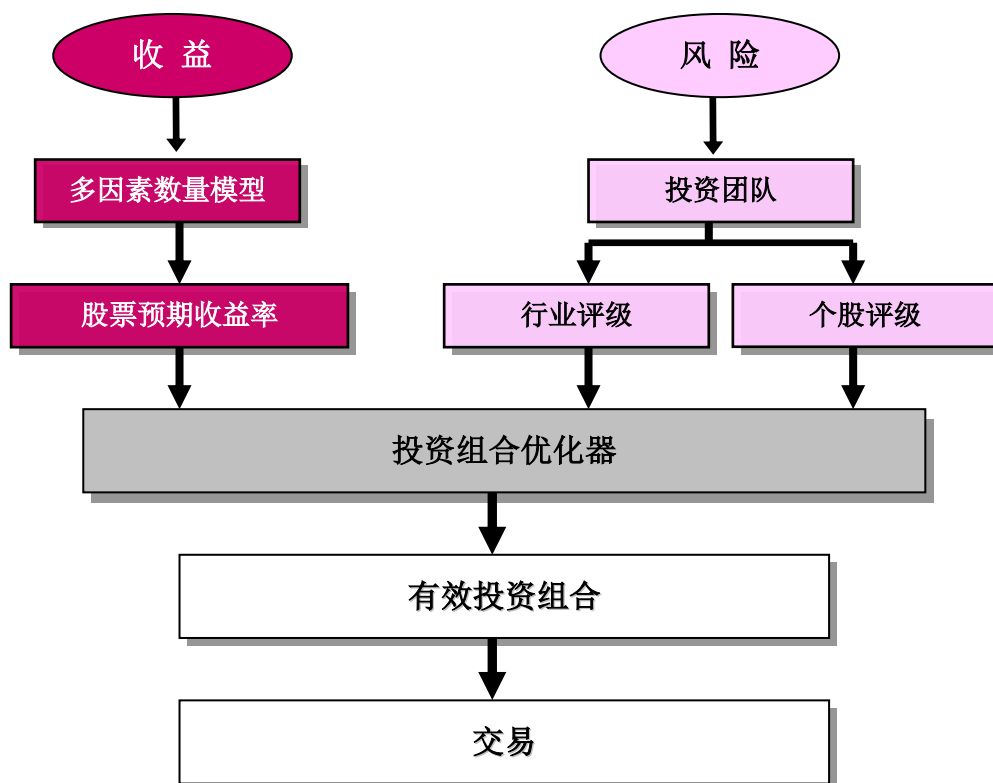 收 益
风 险
多因素数量模型
投资团队
股票预期收益率
行业评级
个股评级
投资组合优化器
有效投资组合
交易